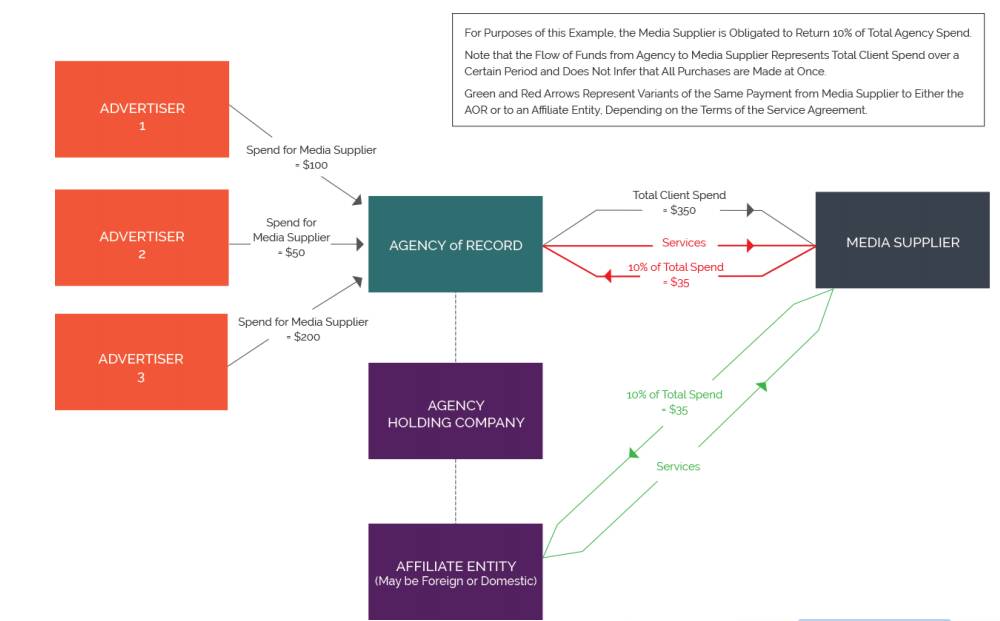 For Purposes of this Example, the Media Supplier is Obligated to Return 10% of Total Agency Spend.
Note that the Flow of Funds from Agency to Media Supplier Represents Total Client Spend over a
Certain Period and Does Not Infer that All Purchases are Made at Once.
Green and Red Arrows Represent Variants of the Same Payment from Media Supplier to Either the
AOR or to an Affiliate Entity, Depending on the Terms of the Service Agreement.
ADVERTISER
1
Spend for Media Supplier
= $100
ADVERTISER
2
Spend for
Media Supplier
= $50
ADVERTISER
3
Spend for Media Supplier
= $200
AGENCY of RECORD
Total Client Spend
= $350
Services
10% of Total Spend
= $35
MEDIA SUPPLIER
AGENCY
HOLDING COMPANY
10% of Total Spend
= $35
Services
AFFILIATE ENTITY
(May be Foreign or Domestic)